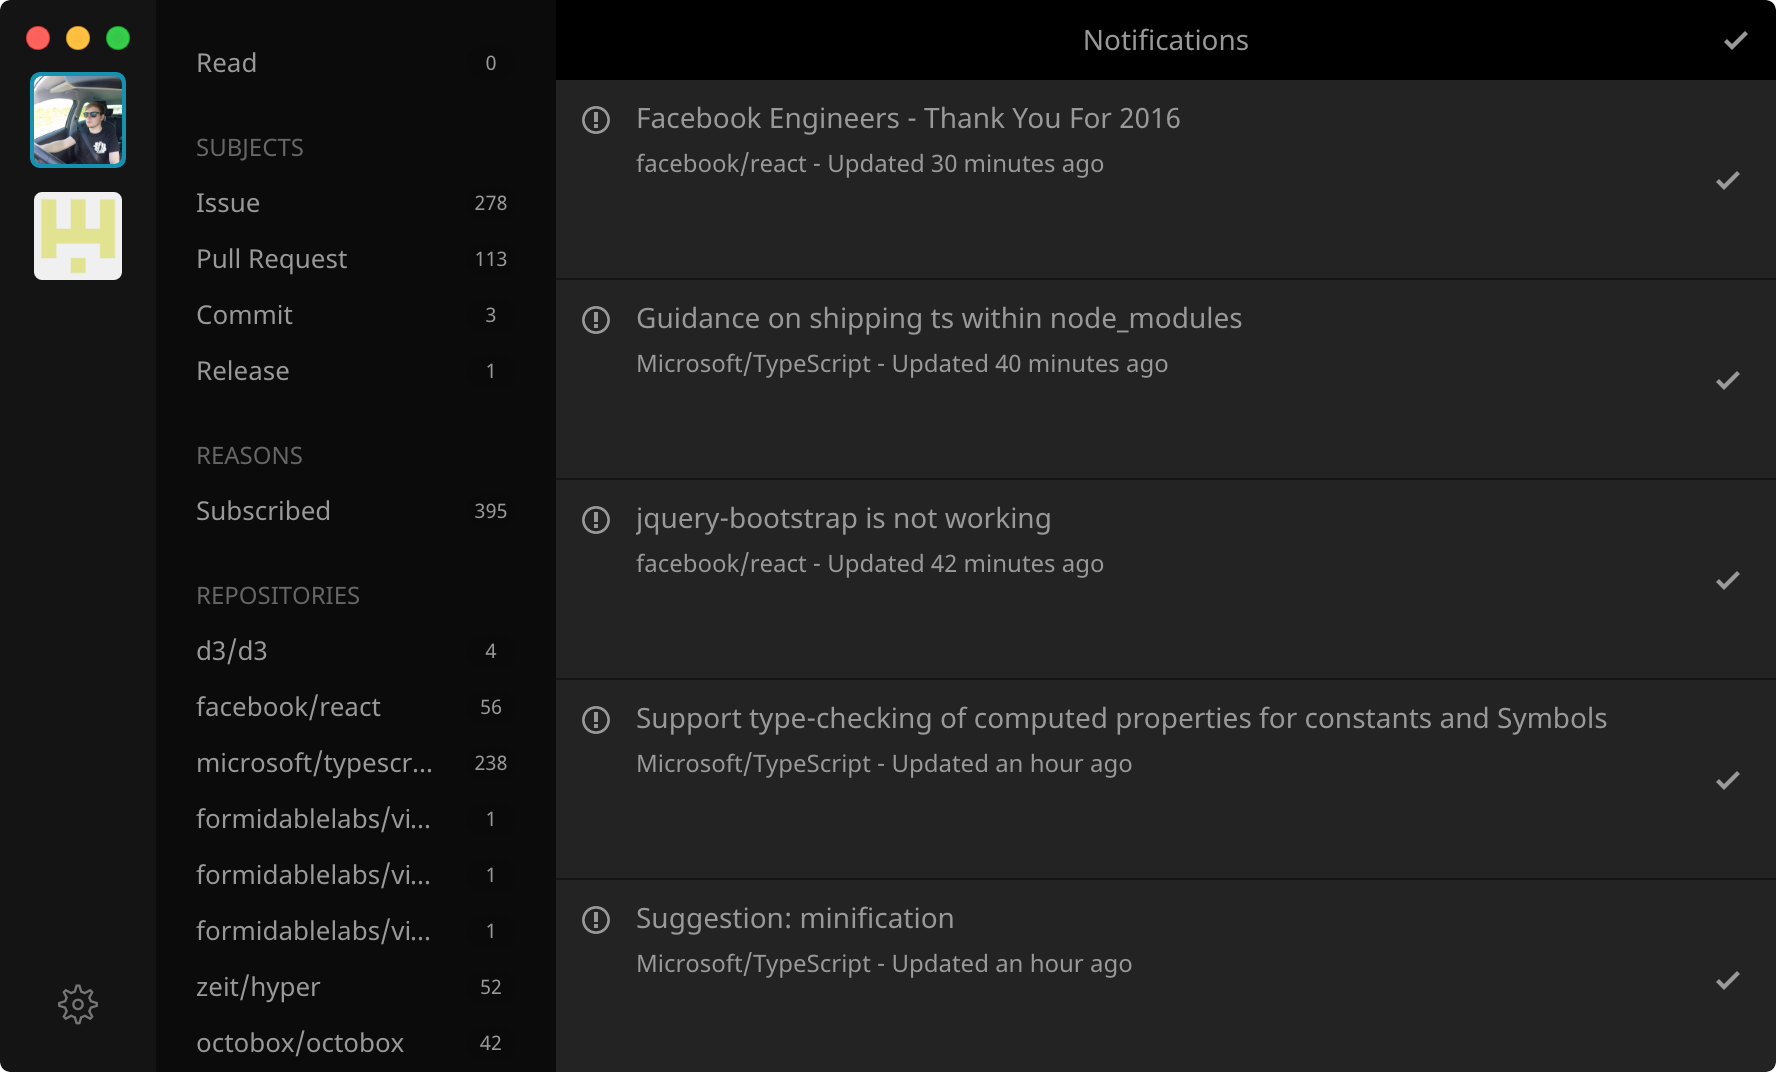 Read 0
SUBJECTS
Issue 278
Pull Request 113
Commit 3
Release 1
REASONS
Subscribed 395
REPOSITORIES
d3/d3 4
facebook/react 56
microsoft/typescr... 238
formidablelabs/vi... 1
formidablelabs/vi... 1
formidablelabs/vi... 1
zeit/hyper 52
octobox/octobox 42
Notifications
Facebook Engineers - Thank You For 2016
facebook/react - Updated 30 minutes ago
Guidance on shipping ts within node_modules
Microsoft/TypeScript - Updated 40 minutes ago
jquery-bootstrap is not working
facebook/react - Updated 42 minutes ago
Support type-checking of computed properties for constants and Symbols
Microsoft/TypeScript - Updated an hour ago
Suggestion: minification
Microsoft/TypeScript - Updated an hour ago